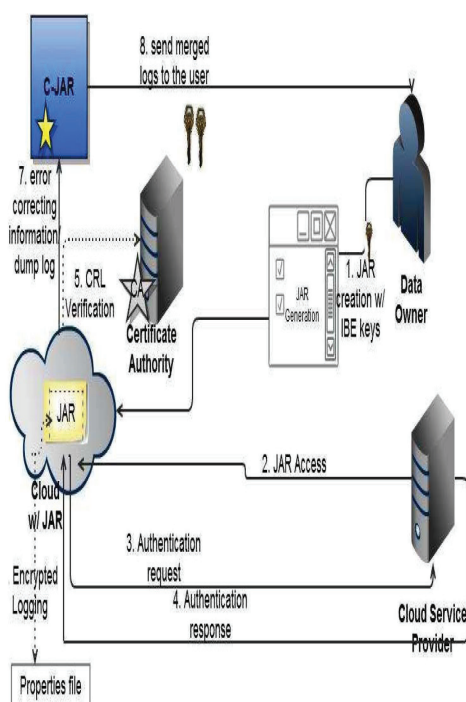 8. send merged
logs to the user
C-JAR
7. error
correcting
information/
dump log
5. CRL
Verification
CA
Certificate
Authority
JAR
Generation
1. JAR
creation w/
IBE keys
Data
Owner
JAR
Cloud
w/ JAR
2. JAR Access
3. Authentication
request
4. Authentication
response
Cloud Service
Provider
Encrypted
Logging
Properties file